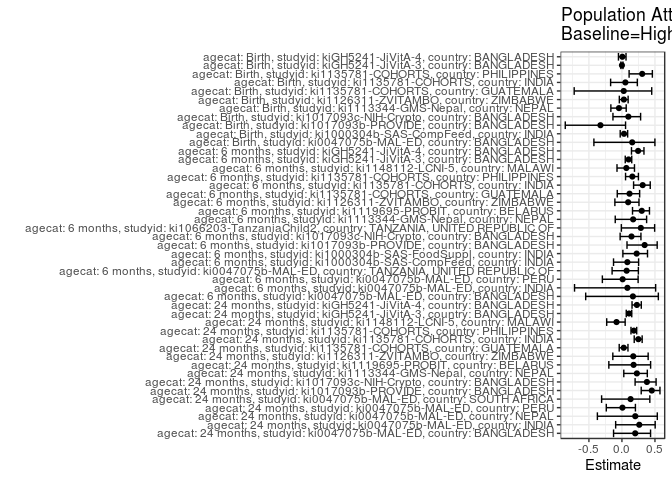 Population Att
Baseline=High
agecat: Birth, studyid: kiGH5241-JiVitA-4, country: BANGLADESH
agecat: Birth, studyid: kiGH5241-JiVitA-3, country: BANGLADESH
agecat: Birth, studyid: ki1135781-COHORTS, country: PHILIPPINES
agecat: Birth, studyid: ki1135781-COHORTS, country: INDIA
agecat: Birth, studyid: ki1135781-COHORTS, country: GUATEMALA
agecat: Birth, studyid: ki1126311-ZVITAMBO, country: ZIMBABWE
agecat: Birth, studyid: ki1113344-GMS-Nepal, country: NEPAL
agecat: Birth, studyid: ki1017093c-NIH-Crypto, country: BANGLADESH
agecat: Birth, studyid: ki1017093b-PROVIDE, country: BANGLADESH
agecat: Birth, studyid: ki1000304b-SAS-CompFeed, country: INDIA
agecat: Birth, studyid: ki0047075b-MAL-ED, country: BANGLADESH
agecat: 6 months, studyid: kiGH5241-JiVitA-4, country: BANGLADESH
agecat: 6 months, studyid: kiGH5241-JiVitA-3, country: BANGLADESH
agecat: 6 months, studyid: ki1148112-LCNI-5, country: MALAWI
agecat: 6 months, studyid: ki1135781-COHORTS, country: PHILIPPINES
agecat: 6 months, studyid: ki1135781-COHORTS, country: INDIA
agecat: 6 months, studyid: ki1135781-COHORTS, country: GUATEMALA
agecat: 6 months, studyid: ki1126311-ZVITAMBO, country: ZIMBABWE
agecat: 6 months, studyid: ki1119695-PROBIT, country: BELARUS
agecat: 6 months, studyid: ki1113344-GMS-Nepal, country: NEPAL
agecat: 6 months, studyid: ki1066203-TanzaniaChild2, country: TANZANIA, UNITED REPUBLIC OF
agecat: 6 months, studyid: ki1017093c-NIH-Crypto, country: BANGLADESH
agecat: 6 months, studyid: ki1017093b-PROVIDE, country: BANGLADESH
agecat: 6 months, studyid: ki1000304b-SAS-FoodSuppl, country: INDIA
agecat: 6 months, studyid: ki1000304b-SAS-CompFeed, country: INDIA
agecat: 6 months, studyid: ki0047075b-MAL-ED, country: TANZANIA, UNITED REPUBLIC OF
agecat: 6 months, studyid: ki0047075b-MAL-ED, country: PERU
agecat: 6 months, studyid: ki0047075b-MAL-ED, country: INDIA
agecat: 6 months, studyid: ki0047075b-MAL-ED, country: BANGLADESH
agecat: 24 months, studyid: kiGH5241-JiVitA-4, country: BANGLADESH
agecat: 24 months, studyid: kiGH5241-JiVitA-3, country: BANGLADESH
agecat: 24 months, studyid: ki1148112-LCNI-5, country: MALAWI
agecat: 24 months, studyid: ki1135781-COHORTS, country: PHILIPPINES
agecat: 24 months, studyid: ki1135781-COHORTS, country: INDIA
agecat: 24 months, studyid: ki1135781-COHORTS, country: GUATEMALA
agecat: 24 months, studyid: ki1126311-ZVITAMBO, country: ZIMBABWE
agecat: 24 months, studyid: ki1119695-PROBIT, country: BELARUS
agecat: 24 months, studyid: ki1113344-GMS-Nepal, country: NEPAL
agecat: 24 months, studyid: ki1017093c-NIH-Crypto, country: BANGLADESH
agecat: 24 months, studyid: ki1017093b-PROVIDE, country: BANGLADESH
agecat: 24 months, studyid: ki0047075b-MAL-ED, country: SOUTH AFRICA
agecat: 24 months, studyid: ki0047075b-MAL-ED, country: PERU
agecat: 24 months, studyid: ki0047075b-MAL-ED, country: NEPAL
agecat: 24 months, studyid: ki0047075b-MAL-ED, country: INDIA
agecat: 24 months, studyid: ki0047075b-MAL-ED, country: BANGLADESH
-0.5 0.0 0.5
Estimate